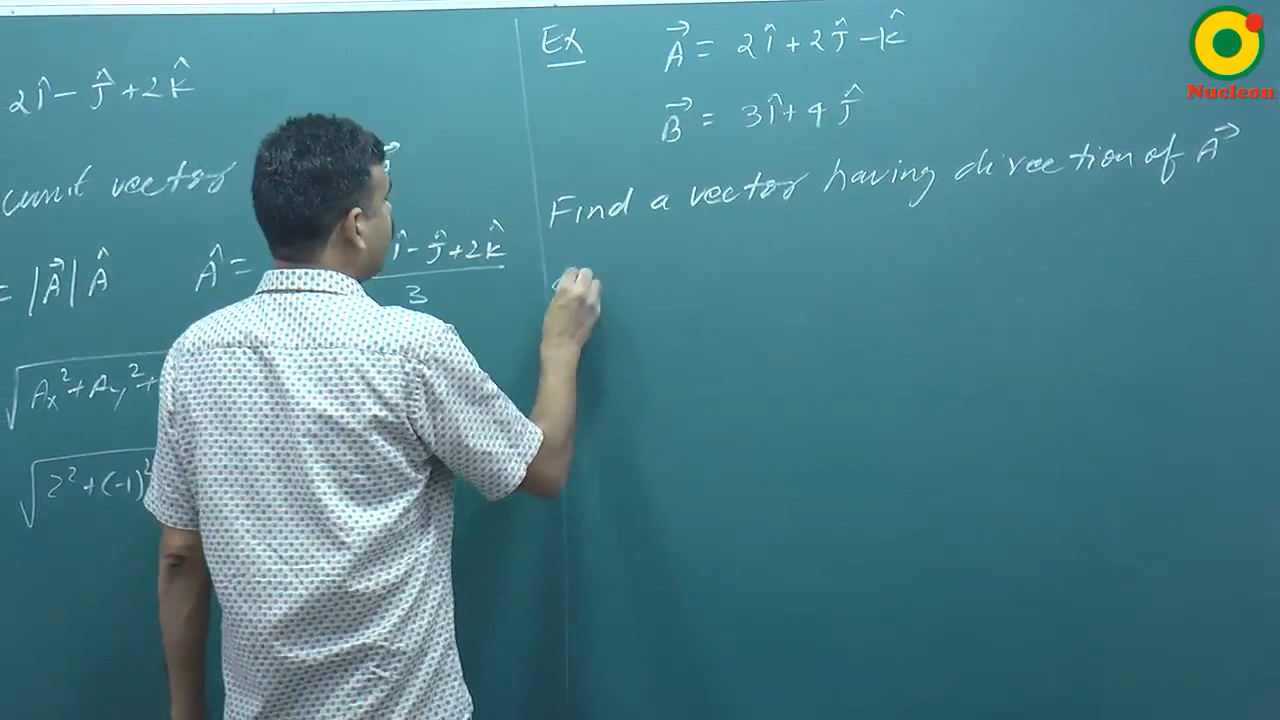 2î - ĵ + 2k̂
unit vector
= |A⃗| Â
Â =
î - ĵ + 2k̂
3
√Ax² + Ay² +
√2² + (-1)²
Ex
A⃗ = 2î + 2ĵ - k̂
B⃗ = 3î + 4ĵ
Find a vector having direction of A⃗
Nucleon